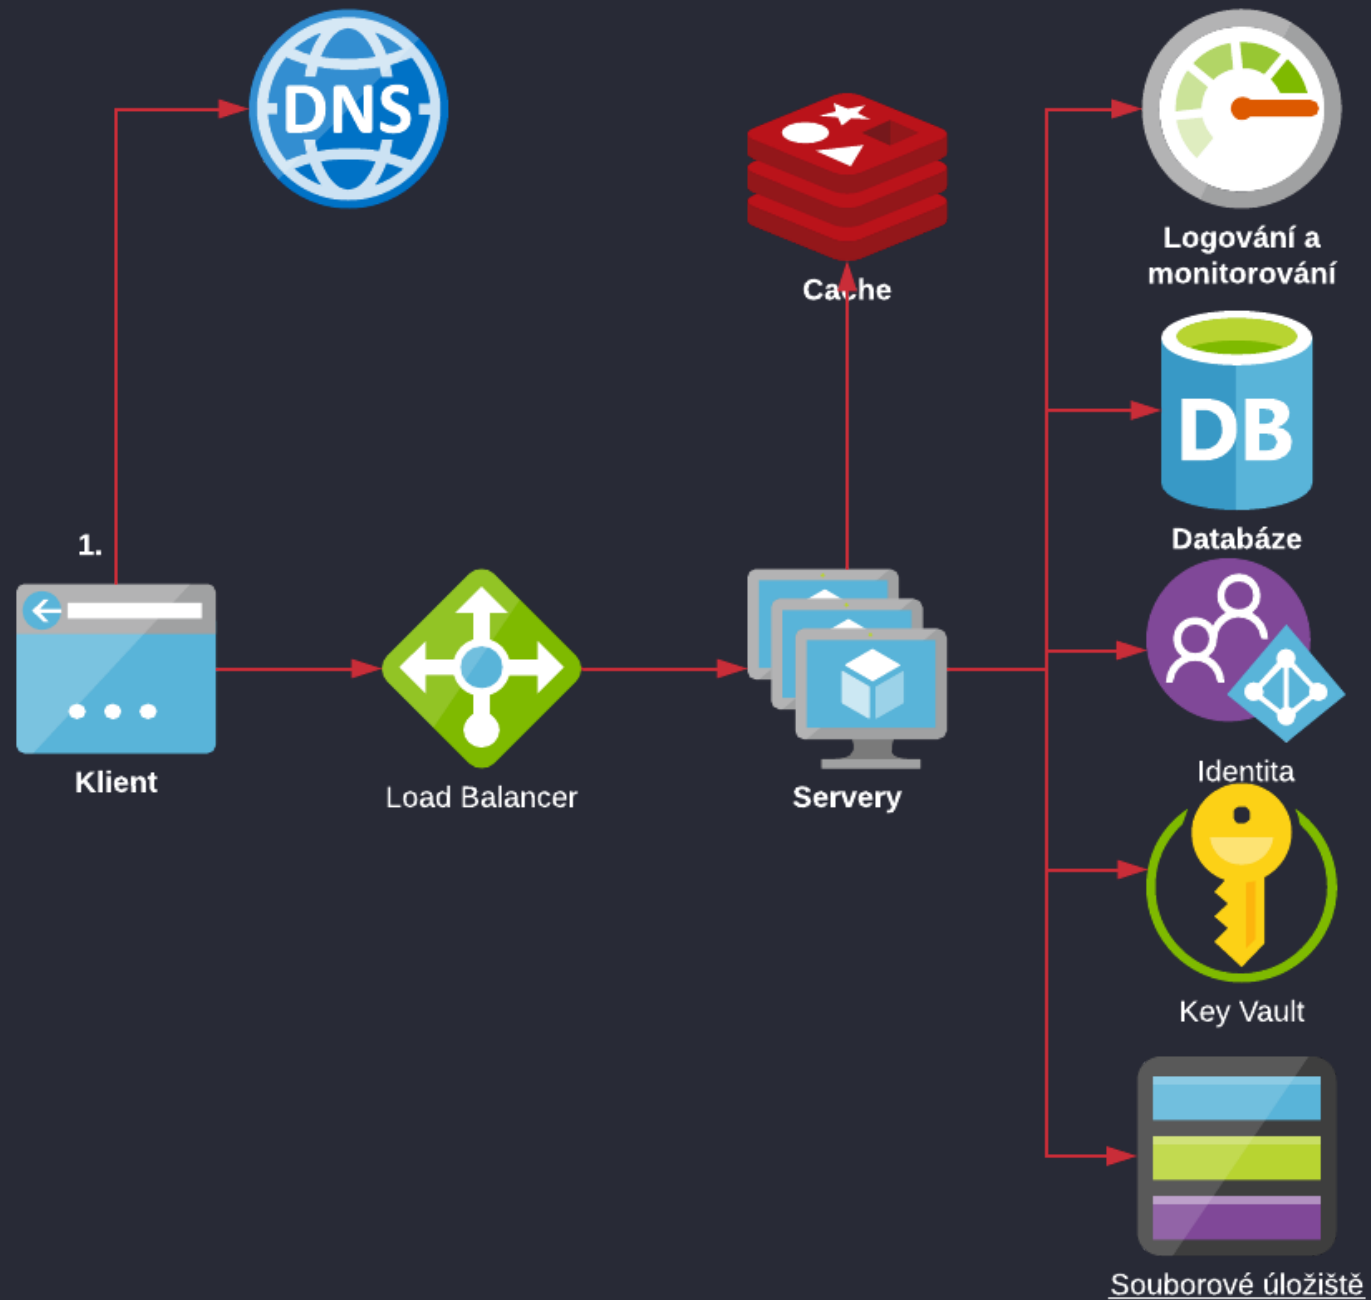 DNS
Cache
Logování a
monitorování
DB
Databáze
1.
Klient
Load Balancer
Servery
Identita
Key Vault
Souborové úložiště